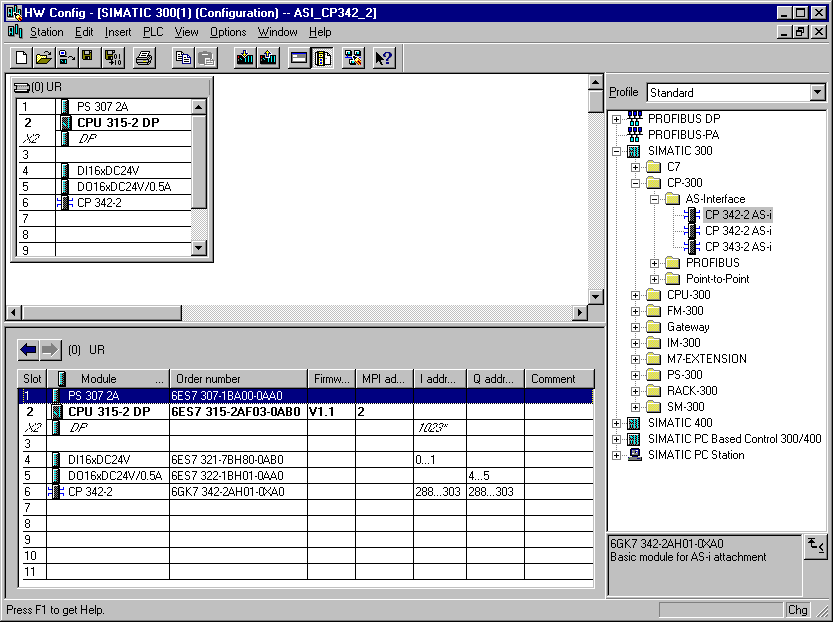 HW Config - [SIMATIC 300(1) (Configuration) -- ASI_CP342_2]
Station Edit Insert PLC View Options Window Help
(0) UR
1 PS 307 2A
2 CPU 315-2 DP
X2 DP
3
4 DI16xDC24V
5 DO16xDC24V/0.5A
6 CP 342-2
7
8
9
Profile Standard
PROFIBUS DP
PROFIBUS-PA
SIMATIC 300
C7
CP-300
AS-Interface
CP 342-2 AS-i
CP 342-2 AS-i
CP 343-2 AS-i
PROFIBUS
Point-to-Point
CPU-300
FM-300
Gateway
IM-300
M7-EXTENSION
PS-300
RACK-300
SM-300
SIMATIC 400
SIMATIC PC Based Control 300/400
SIMATIC PC Station
(0) UR
Slot Module ... Order number Firmw... MPI ad... I addr... Q addr... Comment
1 PS 307 2A 6ES7 307-1BA00-0AA0
2 CPU 315-2 DP 6ES7 315-2AF03-0AB0 V1.1 2
X2 DP 1023*
3
4 DI16xDC24V 6ES7 321-7BH80-0AB0 0...1
5 DO16xDC24V/0.5A 6ES7 322-1BH01-0AA0 4...5
6 CP 342-2 6GK7 342-2AH01-0XA0 288...303 288...303
7
8
9
10
11
6GK7 342-2AH01-0XA0
Basic module for AS-i attachment
Press F1 to get Help.
Chg